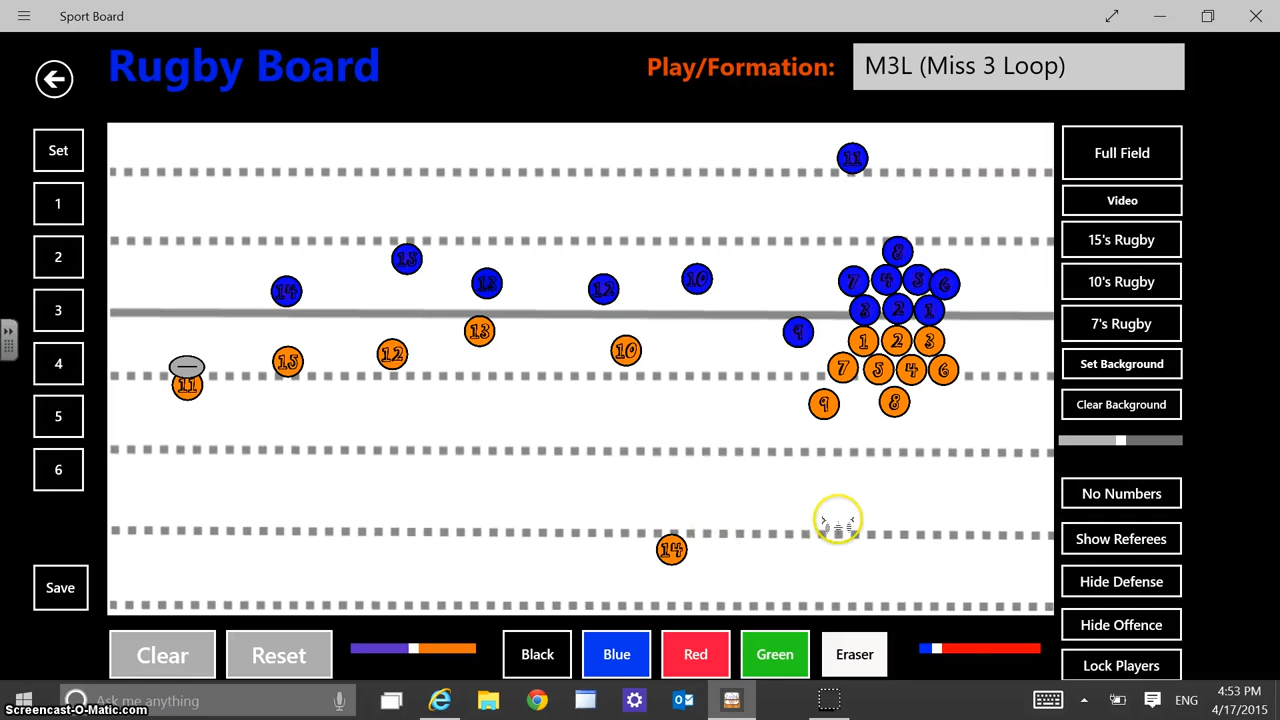 Sport Board
Rugby Board
Play/Formation:
M3L (Miss 3 Loop)
Set
1
2
3
4
5
6
Save
11
8
15
7 4 5 6
14 13 12 10
3 2 1
9
13
1 2 3
15 12 10
7 5 4 6
11
9 8
14
Full Field
Video
15's Rugby
10's Rugby
7's Rugby
Set Background
Clear Background
No Numbers
Show Referees
Hide Defense
Hide Offence
Lock Players
Clear
Reset
Black
Blue
Red
Green
Eraser
Ask me anything
ENG
4:53 PM
4/17/2015
Screencast-O-Matic.com